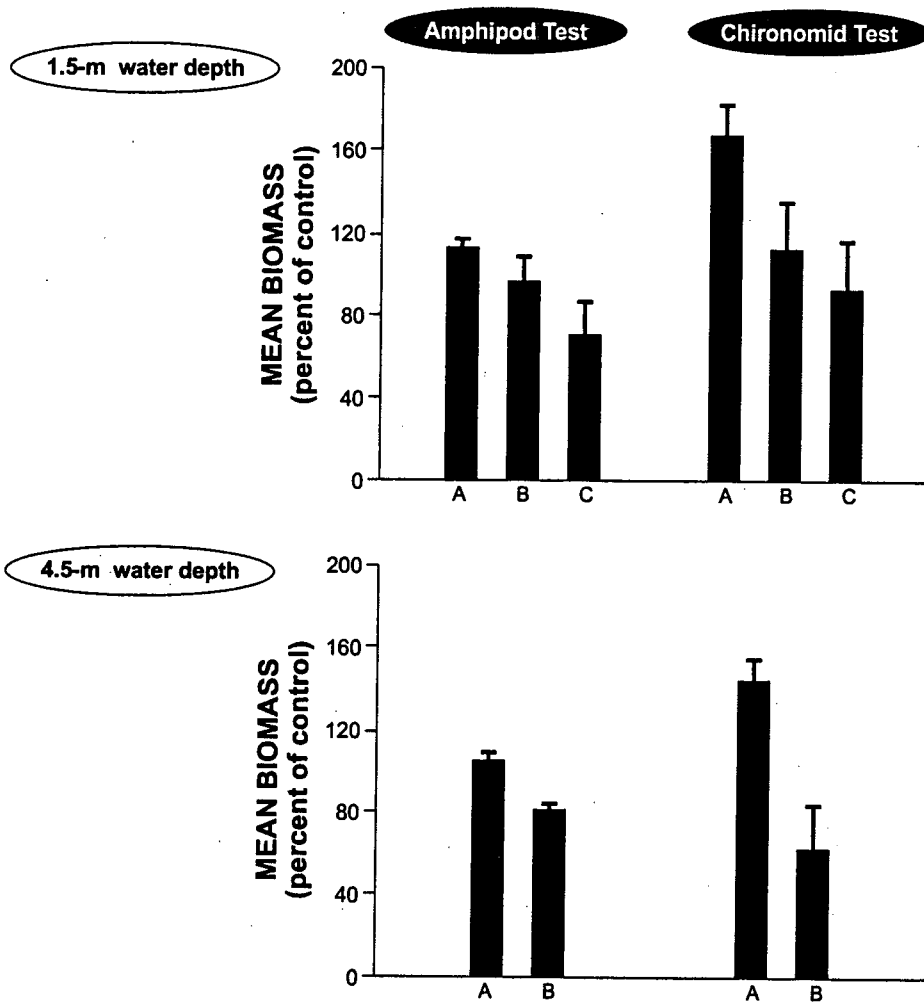 Amphipod Test
Chironomid Test
1.5-m water depth
MEAN BIOMASS
(percent of control)
200
160
120
80
40
0
A B C
A B C
4.5-m water depth
MEAN BIOMASS
(percent of control)
200
160
120
80
40
0
A B
A B